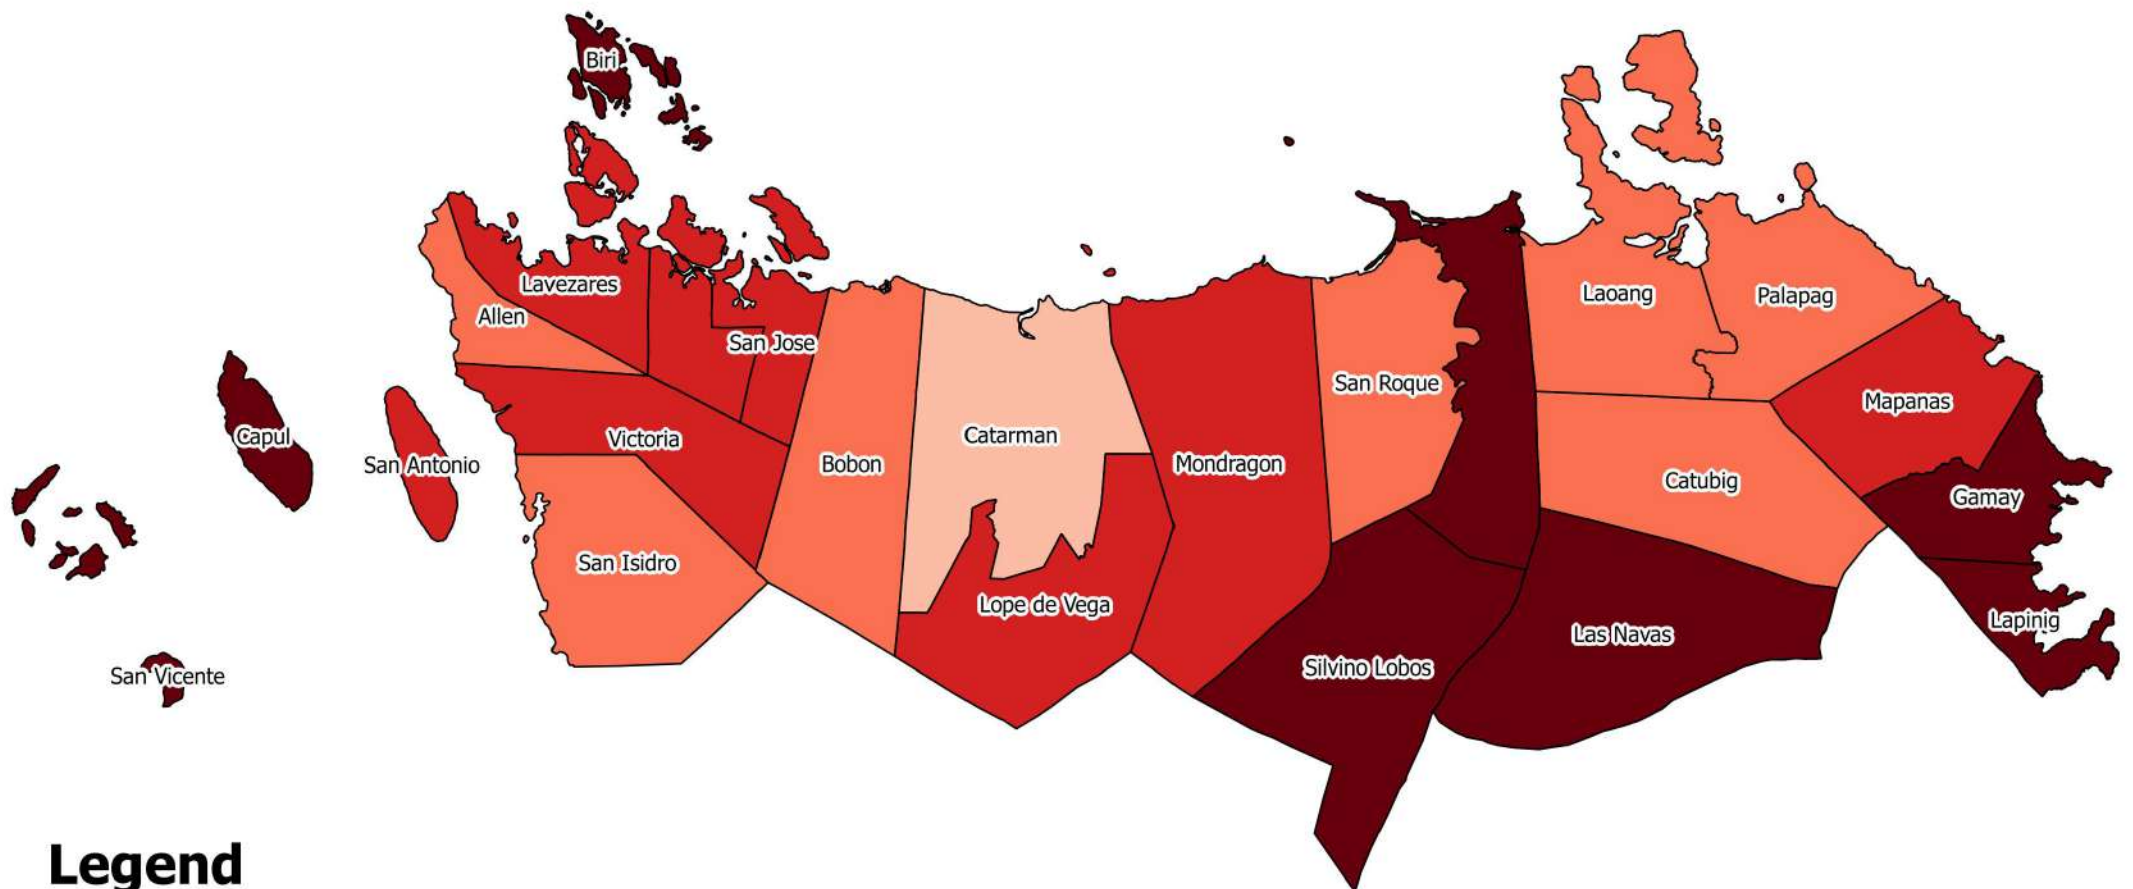 Biri
Lavezares
Allen
San Jose
Laoang
Palapag
San Roque
Mapanas
Capul
San Antonio
Victoria
Bobon
Catarman
Mondragon
Catubig
Gamay
San Isidro
Lope de Vega
Lapinig
Las Navas
San Vicente
Silvino Lobos
Legend